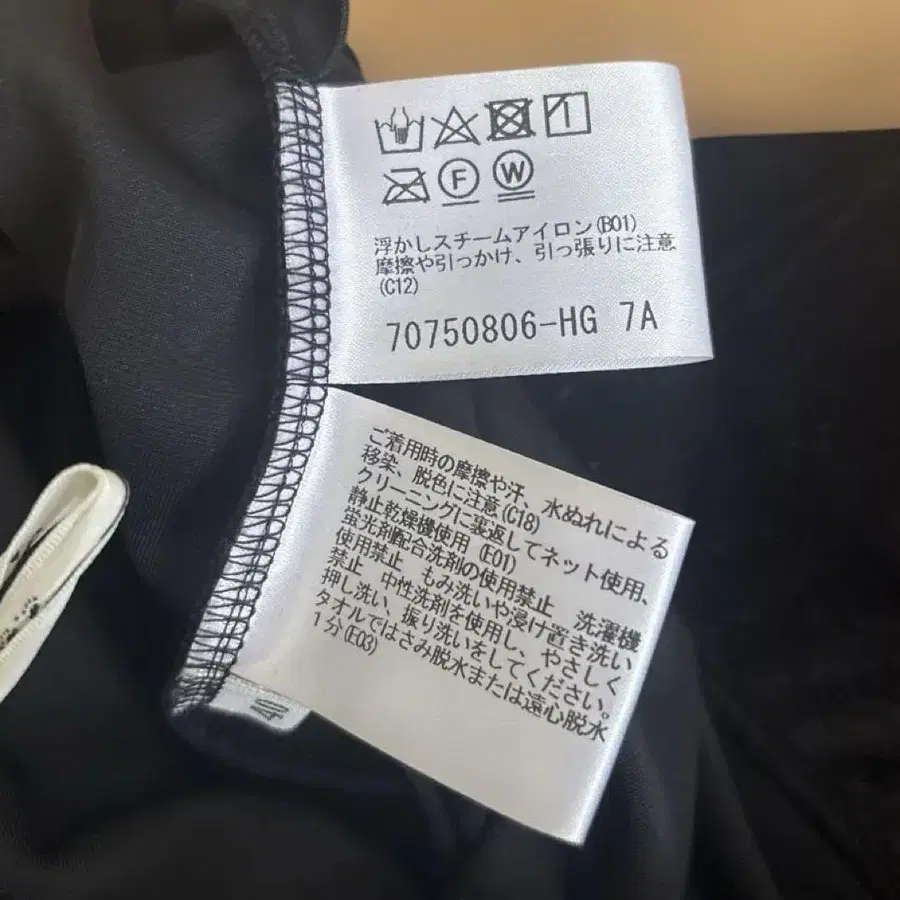 F W
浮かしスチームアイロン(B01)
摩擦や引っかけ、引っ張りに注意
(C12)
70750806-HG 7A
ご着用時の摩擦や汗、水ぬれによる
移染、脱色に注意(C18)
クリーニングに裏返してネット使用、
静止乾燥機使用(E01)
蛍光剤配合洗剤の使用禁止 洗濯機
使用禁止 もみ洗いや浸け置き洗い
禁止 中性洗剤を使用し、やさしく
押し洗い、振り洗いをしてください。
タオルではさみ脱水または遠心脱水
1分(E03)